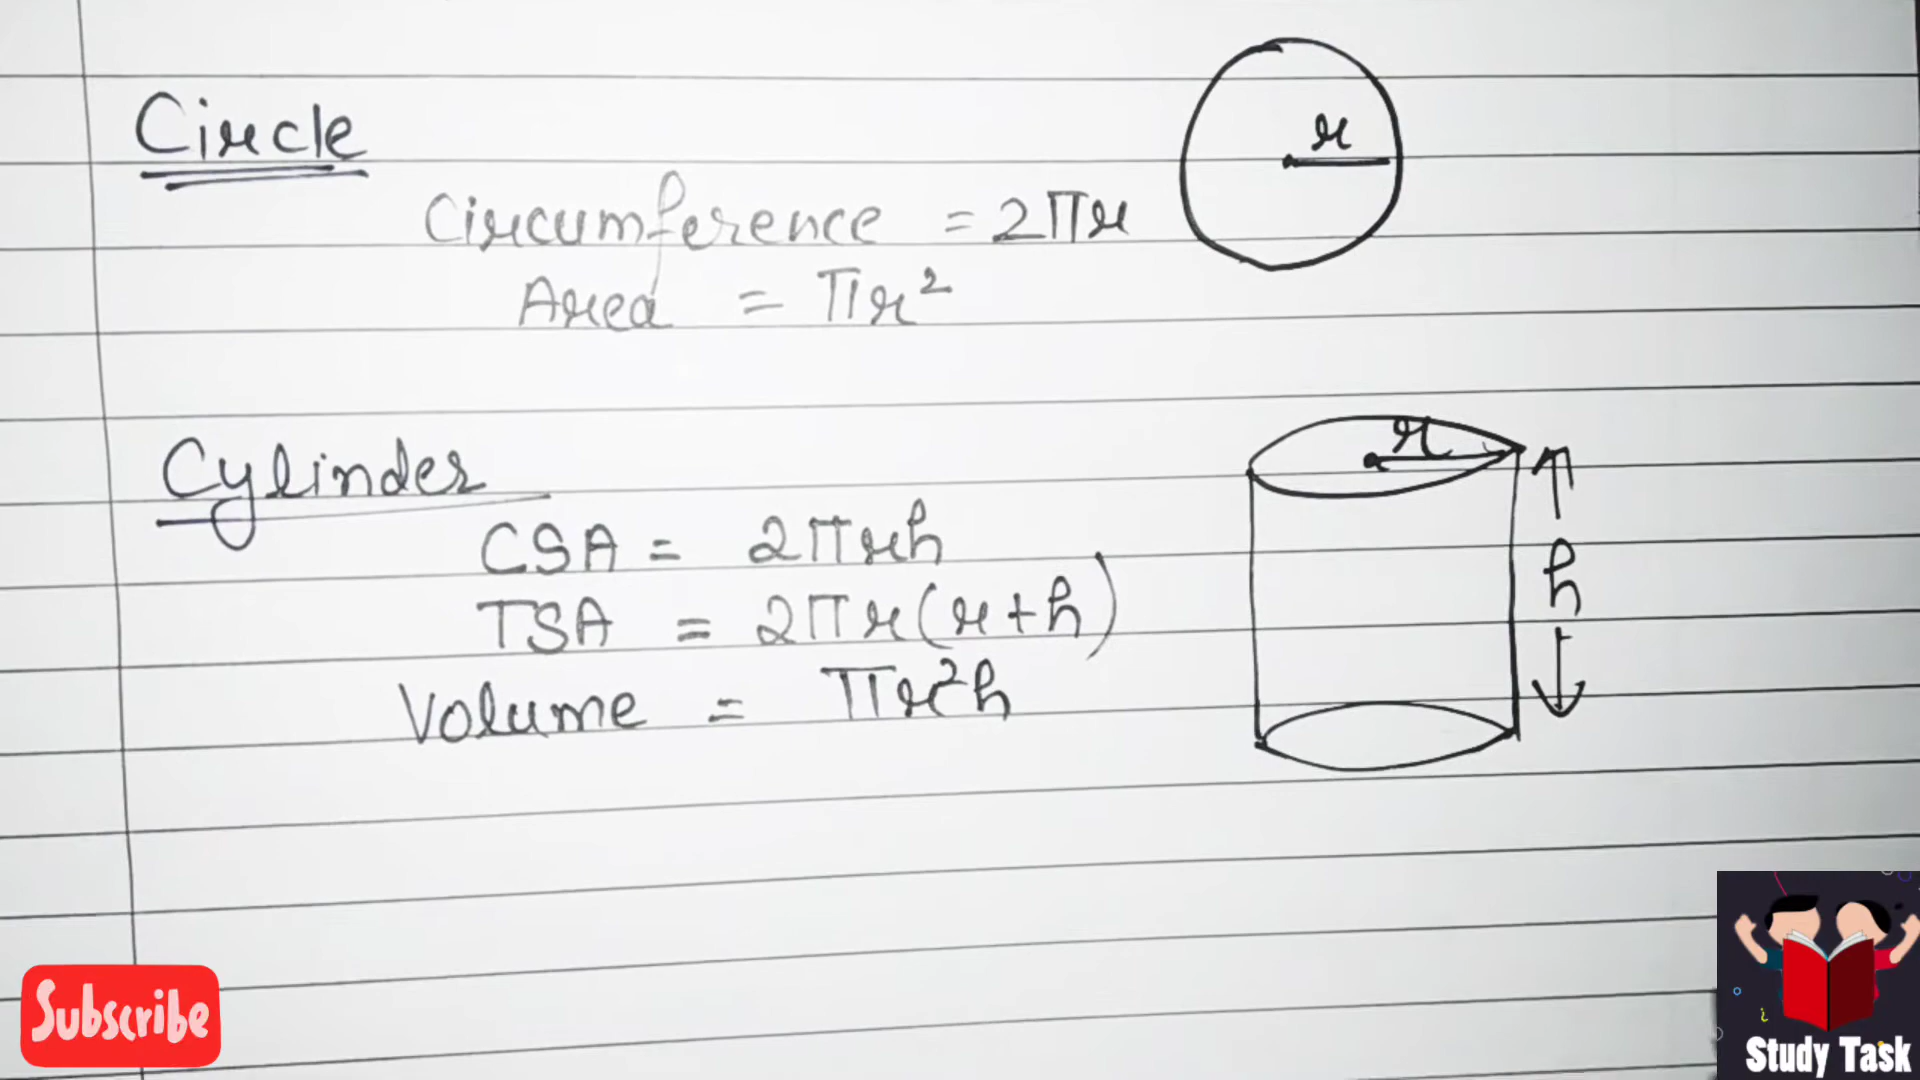 Circle
r
Circumference = 2πr
Area = πr²
Cylinder
r
CSA = 2πrh
TSA = 2πr(r+h)
h
Volume = πr²h
Subscribe
Study Task